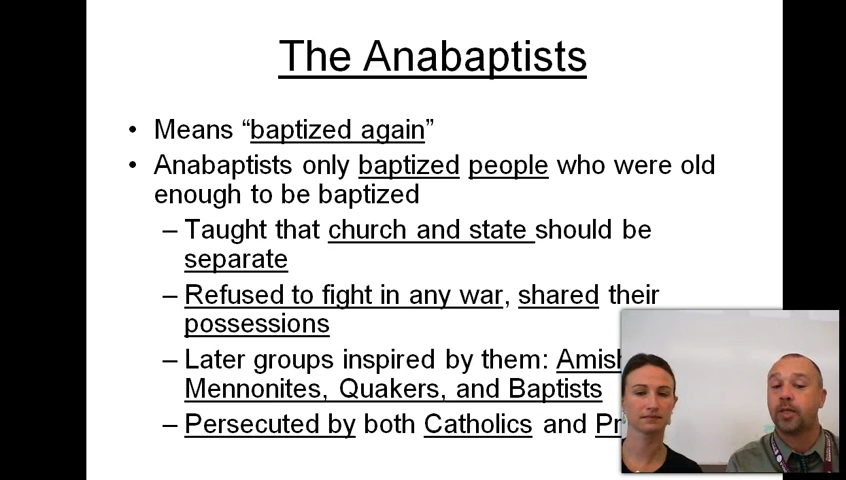 The Anabaptists
• Means “baptized again”
• Anabaptists only baptized people who were old
enough to be baptized
– Taught that church and state should be
separate
– Refused to fight in any war, shared their
possessions
– Later groups inspired by them: Amish
Mennonites, Quakers, and Baptists
– Persecuted by both Catholics and